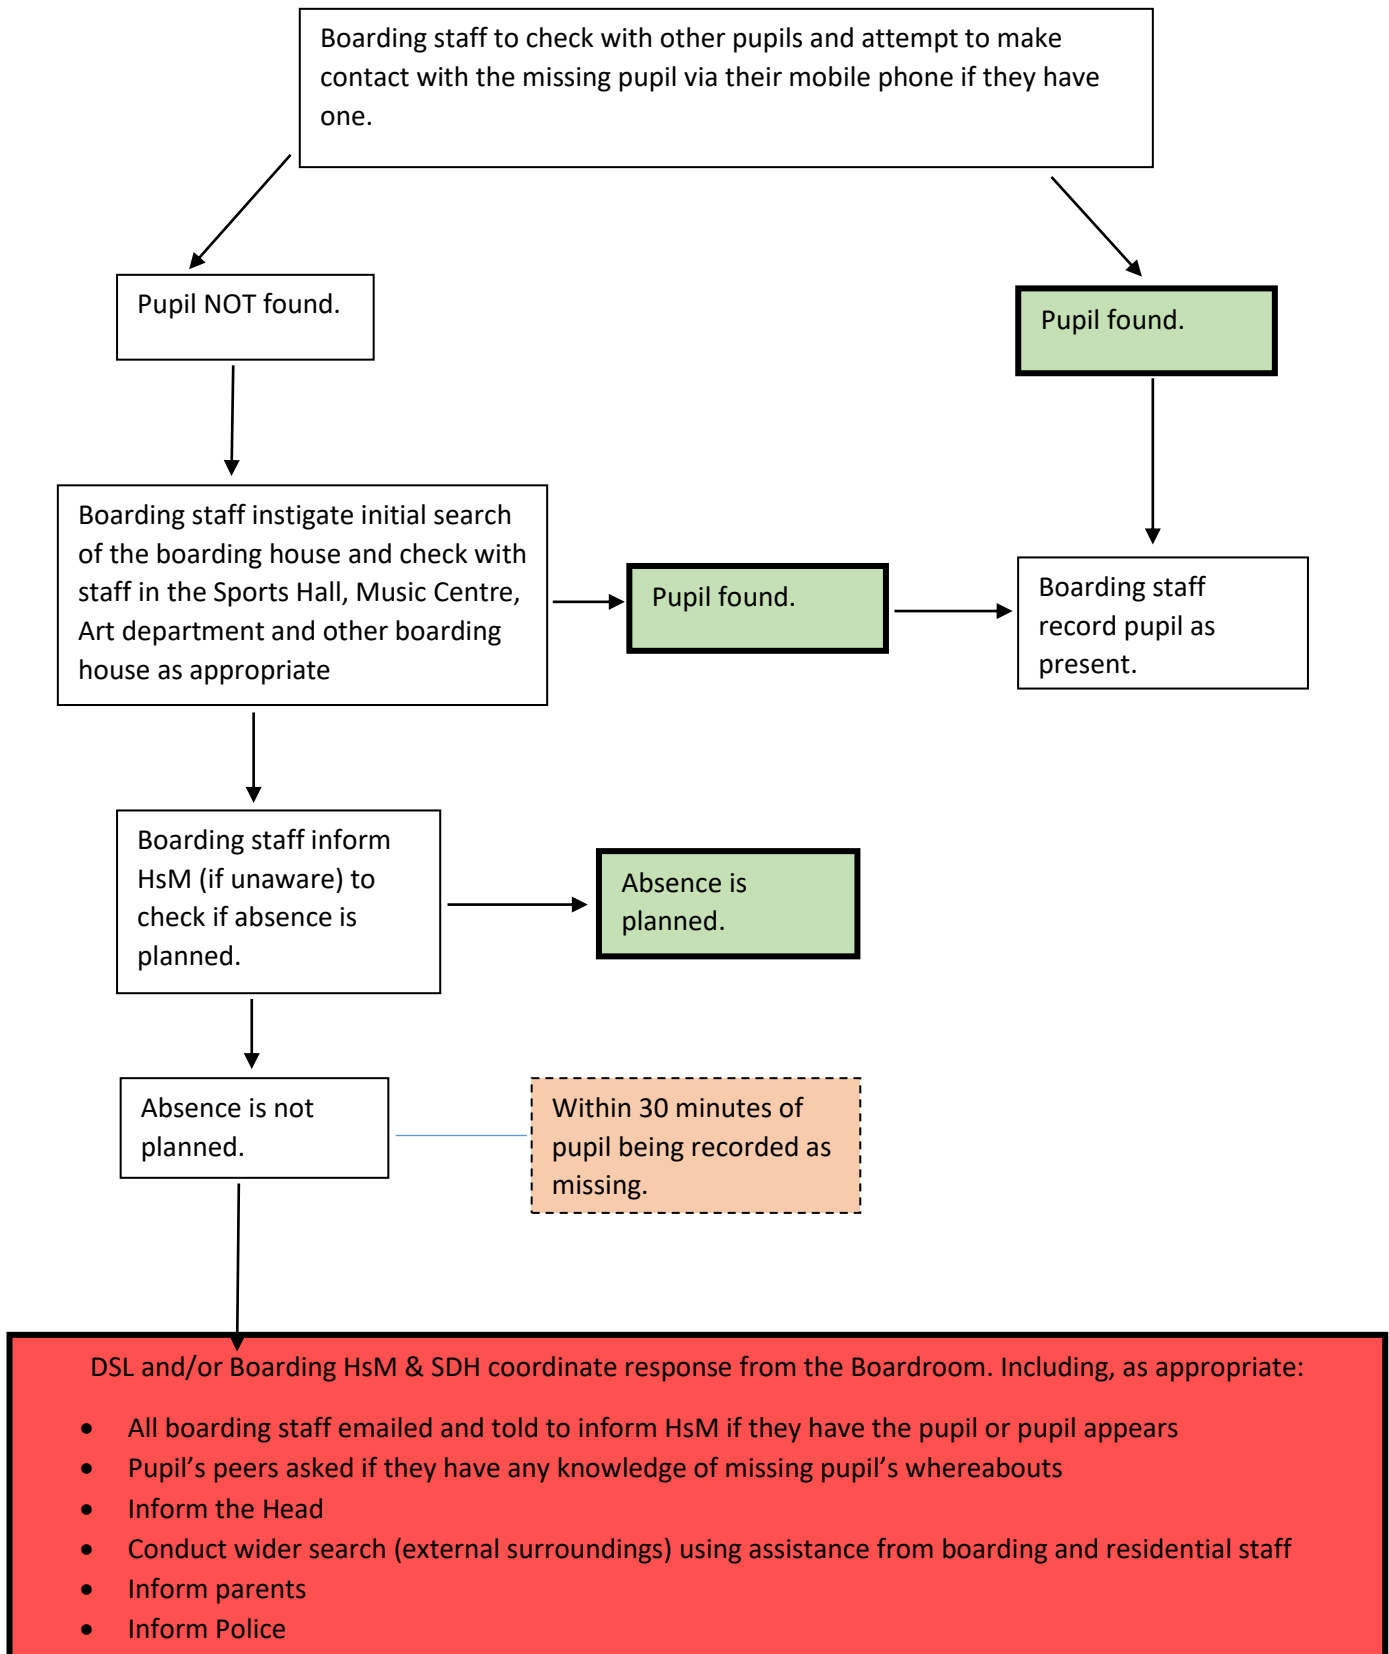 Boarding staff to check with other pupils and attempt to make
contact with the missing pupil via their mobile phone if they have
one.
Pupil NOT found.
Pupil found.
Boarding staff instigate initial search
of the boarding house and check with
staff in the Sports Hall, Music Centre,
Art department and other boarding
house as appropriate
Pupil found.
Boarding staff
record pupil as
present.
Boarding staff inform
HsM (if unaware) to
check if absence is
planned.
Absence is
planned.
Absence is not
planned.
Within 30 minutes of
pupil being recorded as
missing.
DSL and/or Boarding HsM & SDH coordinate response from the Boardroom. Including, as appropriate:
• All boarding staff emailed and told to inform HsM if they have the pupil or pupil appears
• Pupil’s peers asked if they have any knowledge of missing pupil’s whereabouts
• Inform the Head
• Conduct wider search (external surroundings) using assistance from boarding and residential staff
• Inform parents
• Inform Police